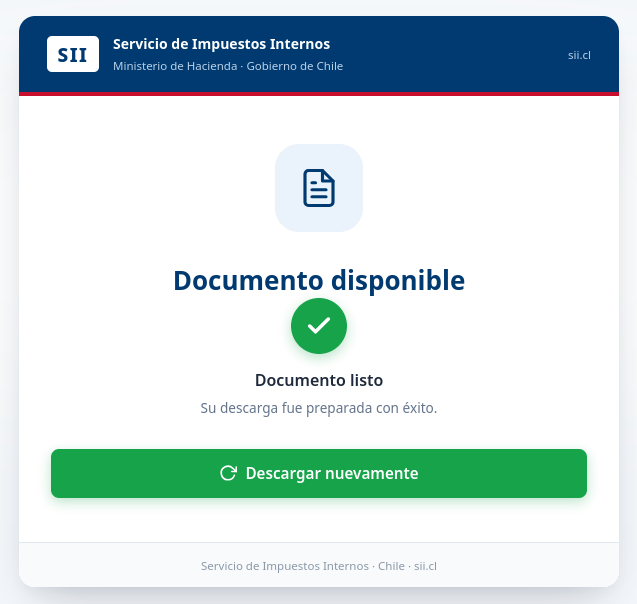 SII
Servicio de Impuestos Internos
Ministerio de Hacienda · Gobierno de Chile
sii.cl
Documento disponible
Documento listo
Su descarga fue preparada con éxito.
Descargar nuevamente
Servicio de Impuestos Internos · Chile · sii.cl